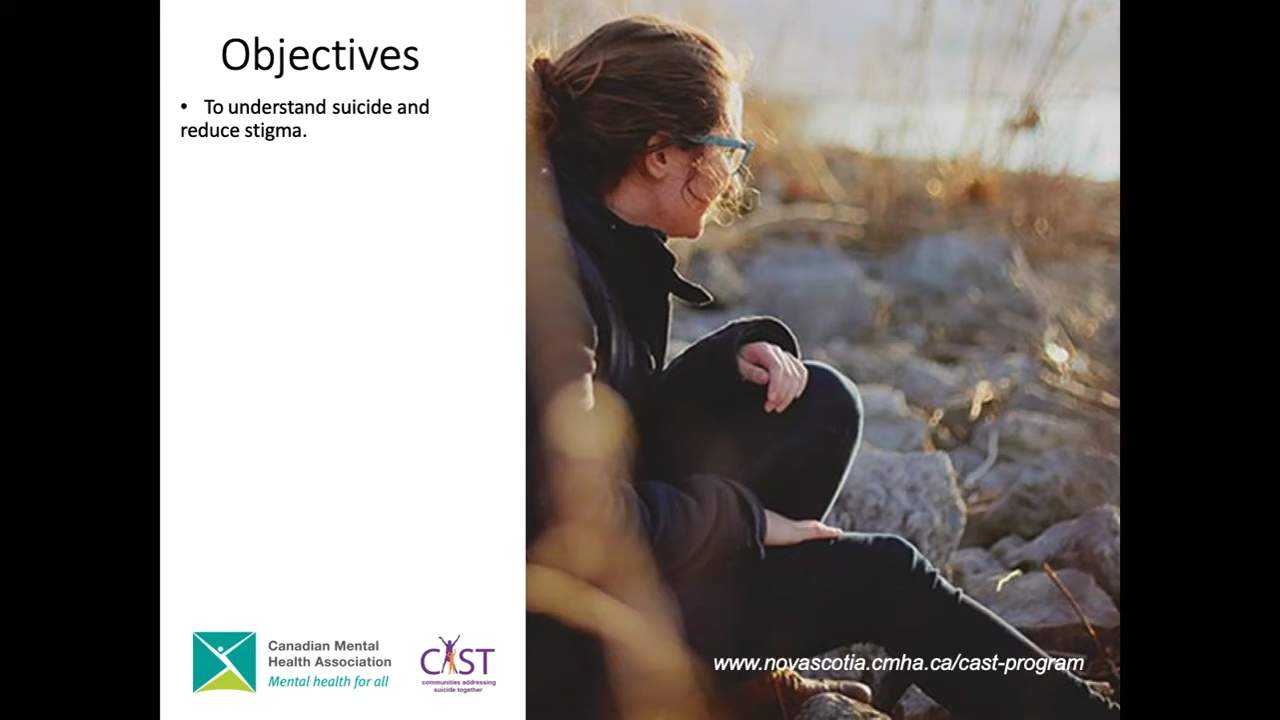 Objectives
• To understand suicide and
reduce stigma.
Canadian Mental
Health Association
Mental health for all
CAST
communities addressing
suicide together
www.novascotia.cmha.ca/cast-program